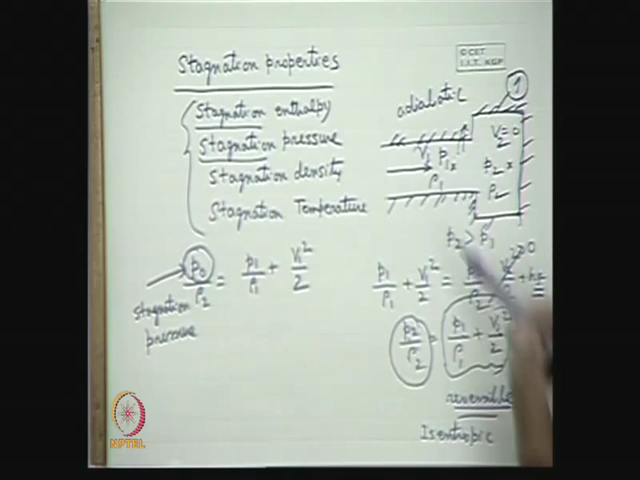 Stagnation properties
© CET
I.I.T. KGP
Stagnation enthalpy
Stagnation pressure
Stagnation density
Stagnation Temperature
adiabatic
1
V₁ p₁
ρ₁
V₂=0
p₂
ρ₂
p₂ > p₁
p₀/ρ₂ = p₁/ρ₁ + V₁²/2
stagnation
pressure
p₁/ρ₁ + V₁²/2 =
p₂/ρ₂ = p₁/ρ₁ + V₁²/2
reversible
Isentropic
NPTEL